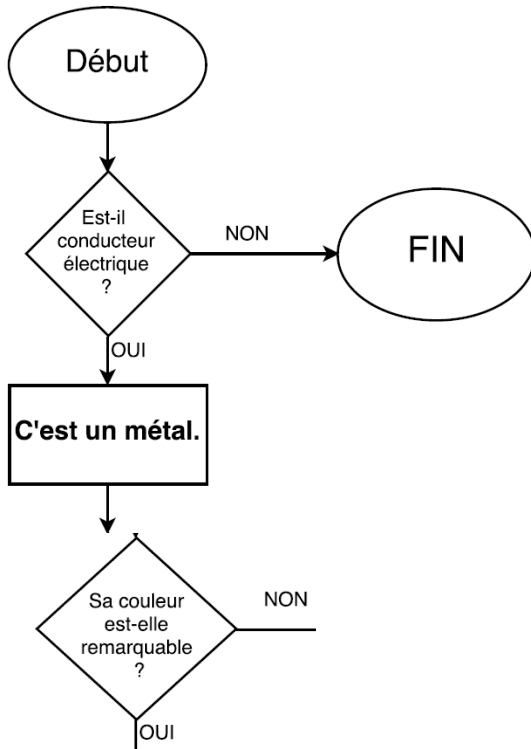 Début
Est-il
conducteur
électrique
?
NON
FIN
OUI
C'est un métal.
Sa couleur
est-elle
remarquable
?
NON
OUI